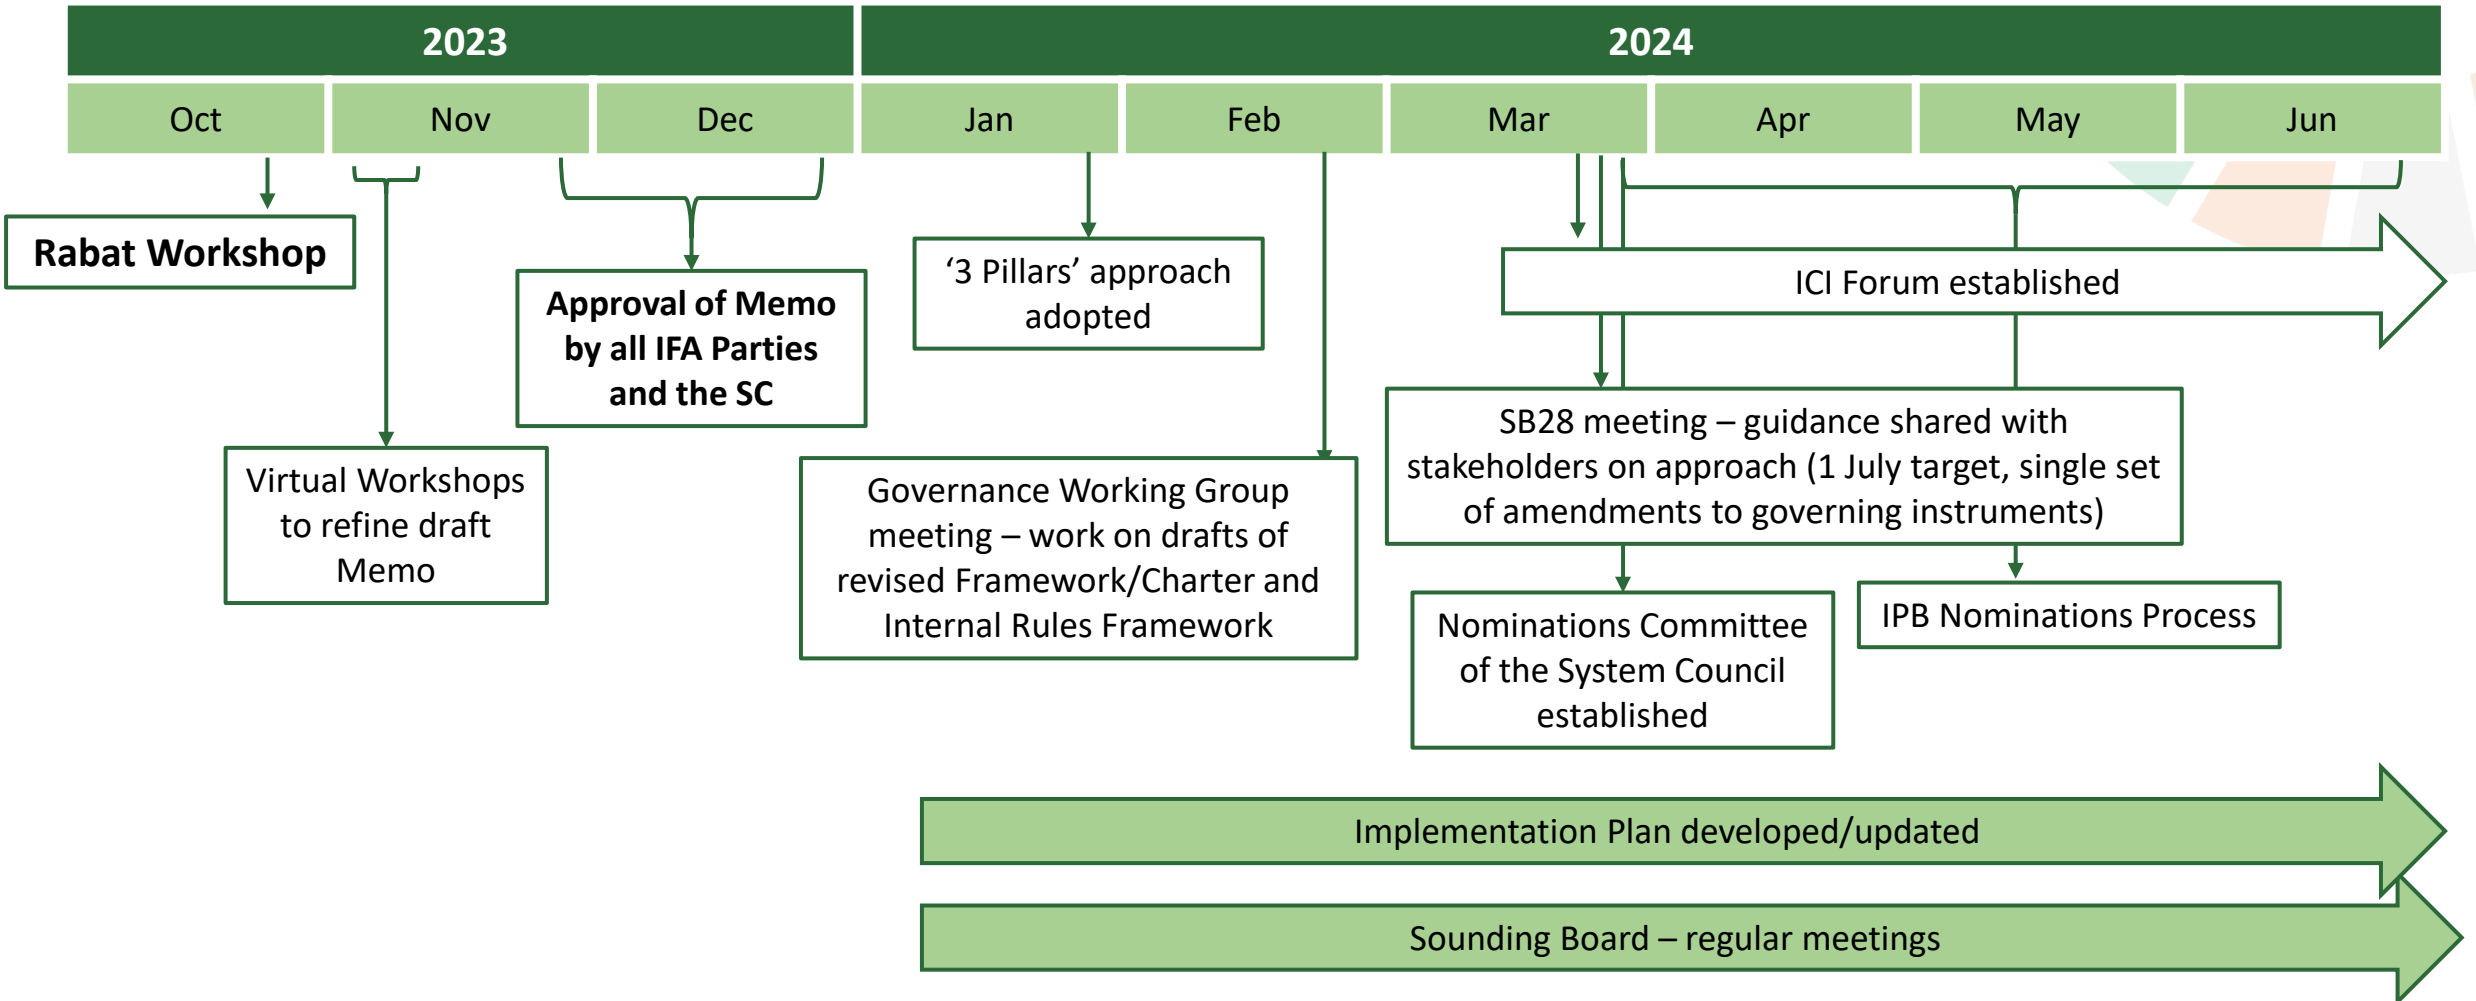 2023
2024
Oct
Nov
Dec
Jan
Feb
Mar
Apr
May
Jun
Rabat Workshop
Virtual Workshops
to refine draft
Memo
Approval of Memo
by all IFA Parties
and the SC
‘3 Pillars’ approach
adopted
Governance Working Group
meeting – work on drafts of
revised Framework/Charter and
Internal Rules Framework
ICI Forum established
SB28 meeting – guidance shared with
stakeholders on approach (1 July target, single set
of amendments to governing instruments)
Nominations Committee
of the System Council
established
IPB Nominations Process
Implementation Plan developed/updated
Sounding Board – regular meetings